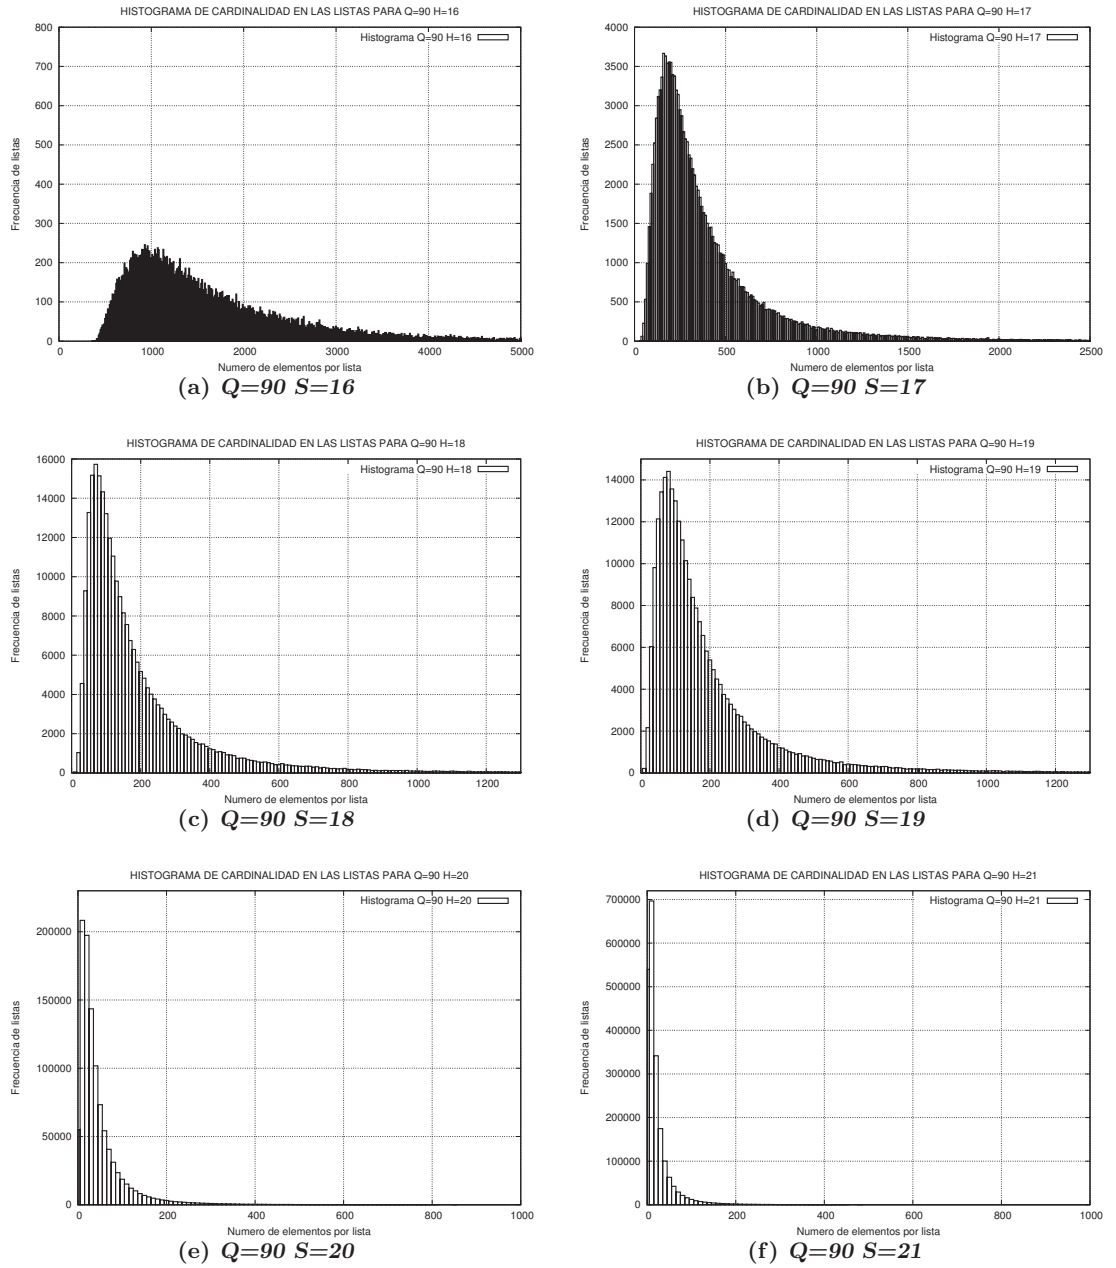 HISTOGRAMA DE CARDINALIDAD EN LAS LISTAS PARA Q=90 H=16
800
700
600
500
400
300
200
100
0
Frecuencia de listas
Histograma Q=90 H=16
0 1000 2000 3000 4000 5000
Numero de elementos por lista
(a) Q=90 S=16
HISTOGRAMA DE CARDINALIDAD EN LAS LISTAS PARA Q=90 H=17
4000
3500
3000
2500
2000
1500
1000
500
0
Frecuencia de listas
Histograma Q=90 H=17
0 500 1000 1500 2000 2500
Numero de elementos por lista
(b) Q=90 S=17
HISTOGRAMA DE CARDINALIDAD EN LAS LISTAS PARA Q=90 H=18
16000
14000
12000
10000
8000
6000
4000
2000
0
Frecuencia de listas
Histograma Q=90 H=18
0 200 400 600 800 1000 1200
Numero de elementos por lista
(c) Q=90 S=18
HISTOGRAMA DE CARDINALIDAD EN LAS LISTAS PARA Q=90 H=19
14000
12000
10000
8000
6000
4000
2000
0
Frecuencia de listas
Histograma Q=90 H=19
0 200 400 600 800 1000 1200
Numero de elementos por lista
(d) Q=90 S=19
HISTOGRAMA DE CARDINALIDAD EN LAS LISTAS PARA Q=90 H=20
200000
150000
100000
50000
0
Frecuencia de listas
Histograma Q=90 H=20
0 200 400 600 800 1000
Numero de elementos por lista
(e) Q=90 S=20
HISTOGRAMA DE CARDINALIDAD EN LAS LISTAS PARA Q=90 H=21
700000
600000
500000
400000
300000
200000
100000
0
Frecuencia de listas
Histograma Q=90 H=21
0 200 400 600 800 1000
Numero de elementos por lista
(f) Q=90 S=21